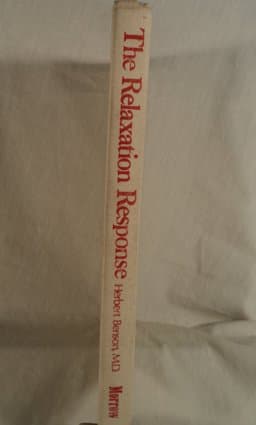 The Relaxation Response Herbert Benson, M.D. Morrow